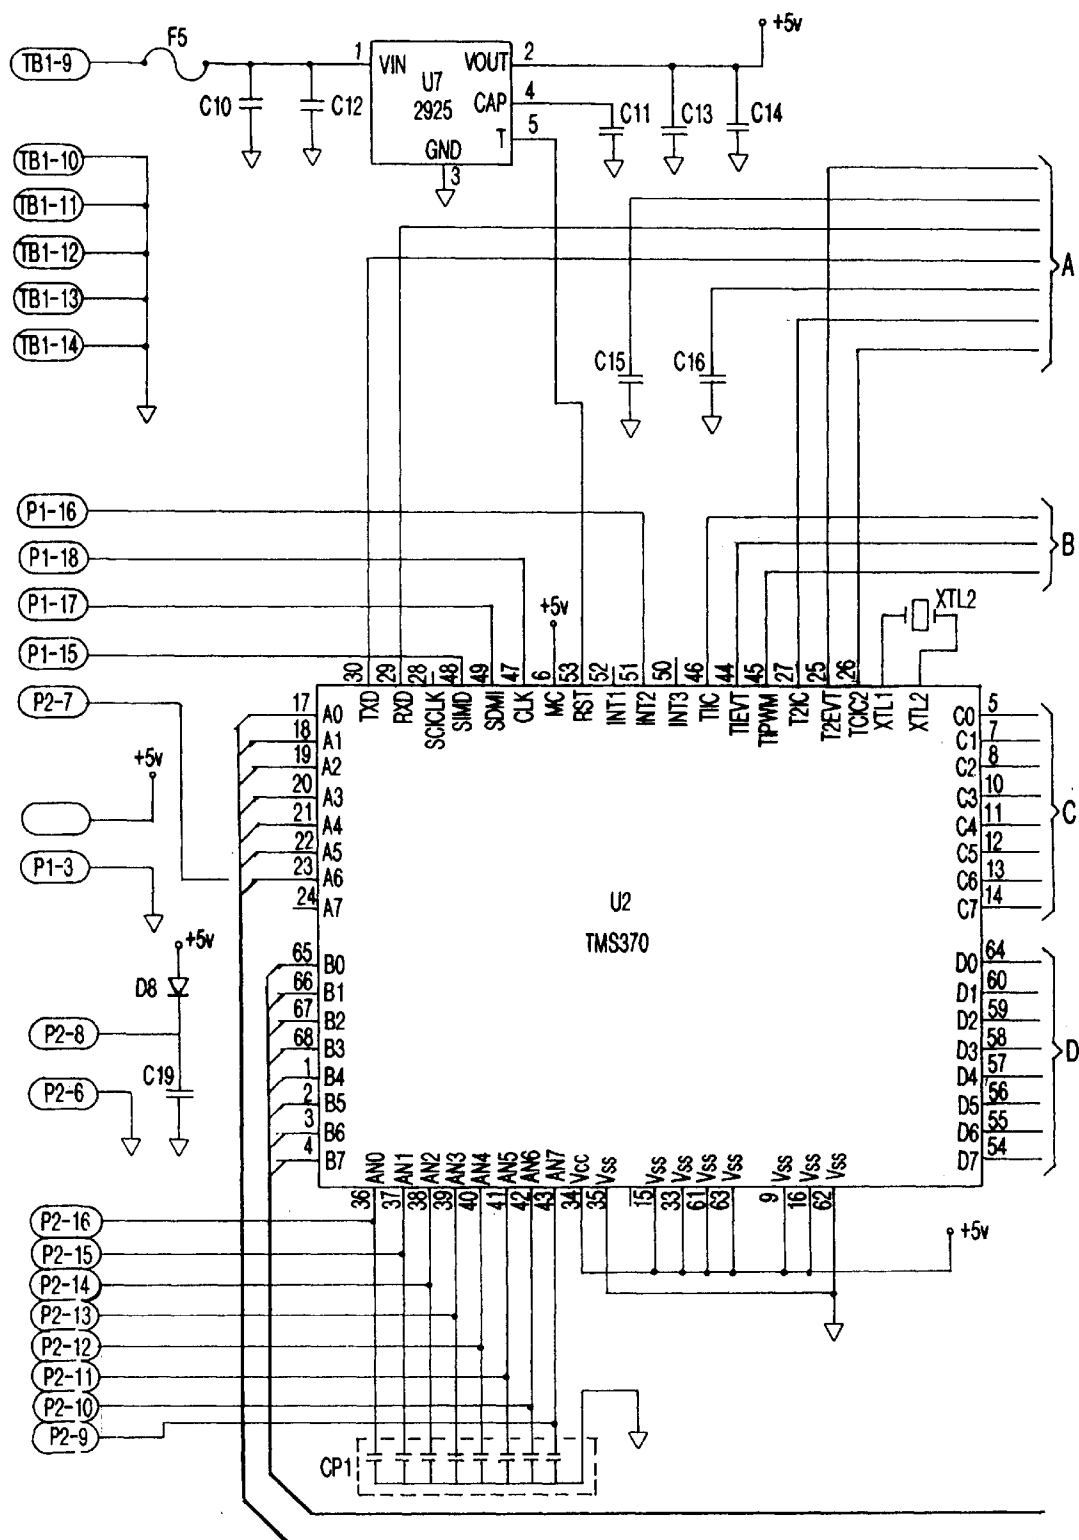 F5
TB1-9
1
VIN
VOUT
2
+5v
U7
2925
CAP
4
T
5
GND
3
C10
C12
C11
C13
C14
TB1-10
TB1-11
TB1-12
TB1-13
TB1-14
A
C15
C16
P1-16
P1-18
P1-17
P1-15
P2-7
B
+5v
XTL2
30 29 28 48 49 47 6 53 52 51 50 46 44 45 27 25 26
TXD RXD SCICLK SIMD SDMI CLK MC RST INT1 INT2 INT3 TIIC TIEVT TIPWM T2IC T2EVT TCIC2 XTL1 XTL2
17 A0
18 A1
19 A2
20 A3
21 A4
22 A5
23 A6
24 A7
C0 5
C1 7
C2 8
C3 10
C4 11
C5 12
C6 13
C7 14
C
+5v
P1-3
U2
TMS370
+5v
D8
P2-8
C19
P2-6
65 B0
66 B1
67 B2
68 B3
1 B4
2 B5
3 B6
4 B7
D0 64
D1 60
D2 59
D3 58
D4 57
D5 56
D6 55
D7 54
D
AN0 AN1 AN2 AN3 AN4 AN5 AN6 AN7 Vcc Vss Vss Vss Vss Vss Vss Vss Vss
36 37 38 39 40 41 42 43 34 35 15 33 61 63 9 16 62
P2-16
P2-15
P2-14
P2-13
P2-12
P2-11
P2-10
P2-9
+5v
CP1